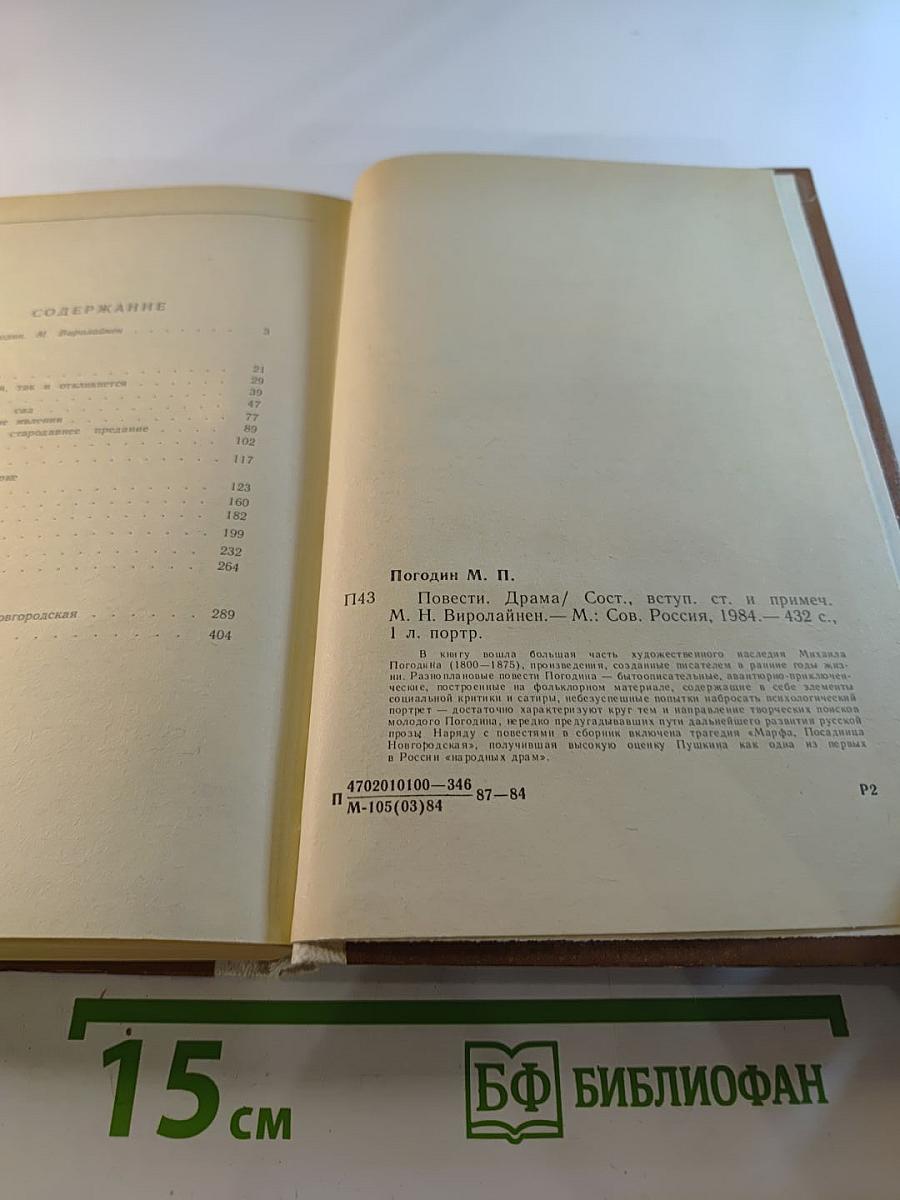 СОДЕРЖАНИЕ
М. Виролайнен . . . . . . . 3
21
так и откликнется . . . . . . . 29
39
47
явлении . . . . . . . 77
стародавнее предание . . . . . 89
102
117
123
160
182
199
232
264
289
404
Погодин М. П.
П43 Повести. Драма/ Сост., вступ. ст. и примеч.
М. Н. Виролайнен.— М.: Сов. Россия, 1984.— 432 с.,
1 л. портр.
В книгу вошла большая часть художественного наследия Михаила
Погодина (1800—1875), произведения, созданные писателем в ранние годы жиз-
ни. Разноплановые повести Погодина — бытоописательные, авантюрно-приключен-
ческие, построенные на фольклорном материале, содержащие в себе элементы
социальной критики и сатиры, небезуспешные попытки набросать психологический
портрет — достаточно характеризуют круг тем и направление творческих поисков
молодого Погодина, нередко предугадывавших пути дальнейшего развития русской
прозы. Наряду с повестями в сборник включена трагедия «Марфа, Посадница
Новгородская», получившая высокую оценку Пушкина как одна из первых
в России «народных драм».
П 4702010100—346
М-105(03)84 87—84 Р2
15 см
БФ БИБЛИОФАН